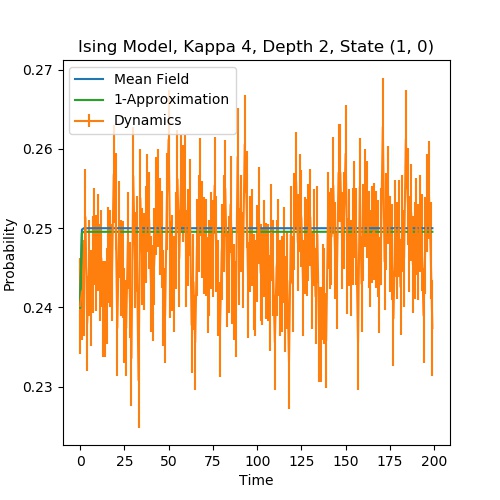 Ising Model, Kappa 4, Depth 2, State (1, 0)
0.27
0.26
0.25
0.24
0.23
Probability
Mean Field
1-Approximation
Dynamics
0 25 50 75 100 125 150 175 200
Time